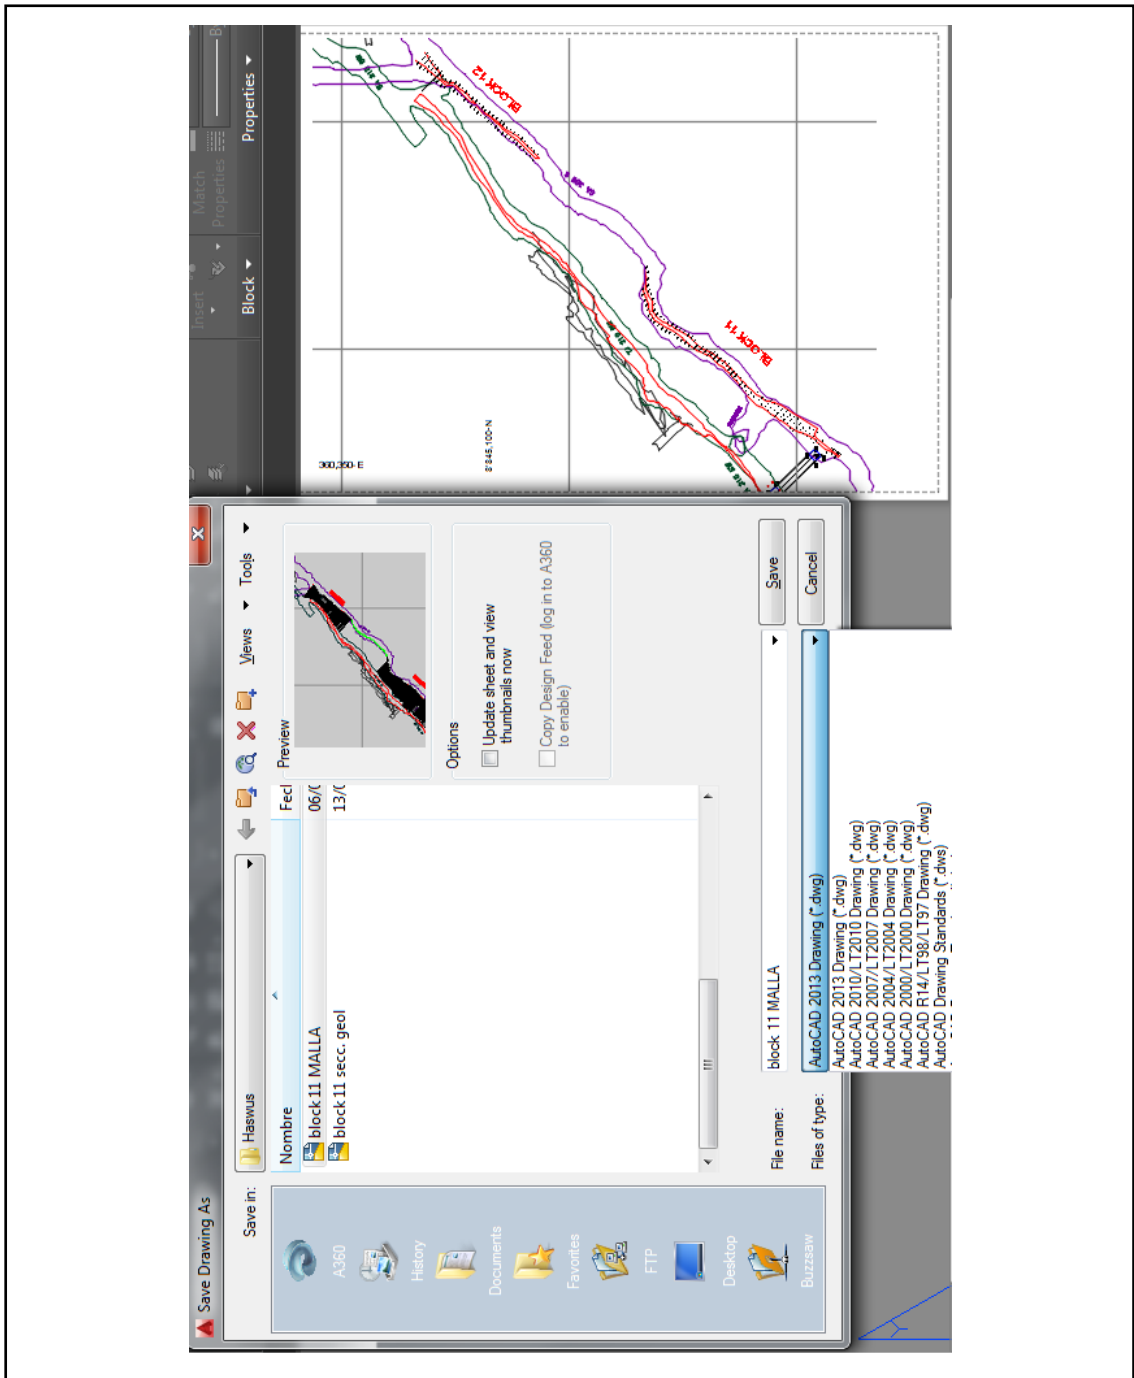 Save Drawing As
Save in:
Haswus
Views
Tools
A360
History
Documents
Favorites
FTP
Desktop
Buzzsaw
Nombre
Fecl
block 11 MALLA
06/0
block 11 secc. geol
13/0
Preview
Options
Update sheet and view
thumbnails now
Copy Design Feed (log in to A360
to enable)
File name:
block 11 MALLA
Save
Files of type:
AutoCAD 2013 Drawing (*.dwg)
Cancel
AutoCAD 2013 Drawing (*.dwg)
AutoCAD 2010/LT2010 Drawing (*.dwg)
AutoCAD 2007/LT2007 Drawing (*.dwg)
AutoCAD 2004/LT2004 Drawing (*.dwg)
AutoCAD 2000/LT2000 Drawing (*.dwg)
AutoCAD R14/LT98/LT97 Drawing (*.dwg)
AutoCAD Drawing Standards (*.dws)
Insert
Match
Properties
Block
Properties
360,350- E
8'845,100-N
BLOCK 11
BLOCK 12